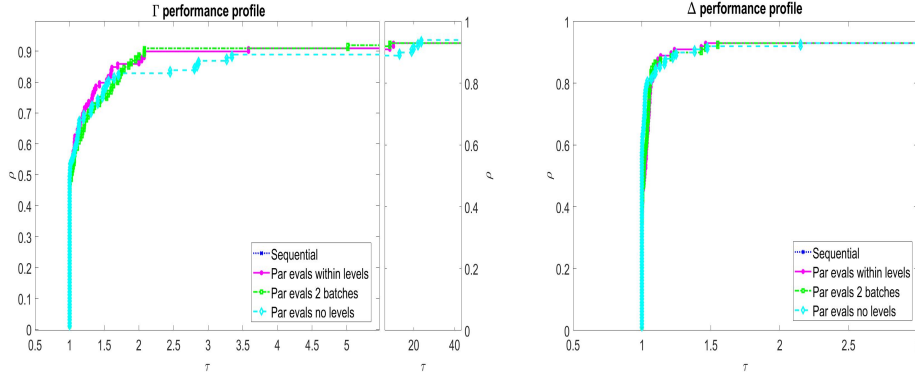 Γ performance profile
0.9
0.8
0.7
0.6
0.5
0.4
0.3
0.2
0.1
0
ρ
0.5 1 1.5 2 2.5 3 3.5 4 4.5 5
τ
Sequential
Par evals within levels
Par evals 2 batches
Par evals no levels
1
0.8
0.6
0.4
0.2
0
ρ
20 40
τ
Δ performance profile
1
0.8
0.6
0.4
0.2
0
ρ
0.5 1 1.5 2 2.5
τ
Sequential
Par evals within levels
Par evals 2 batches
Par evals no levels